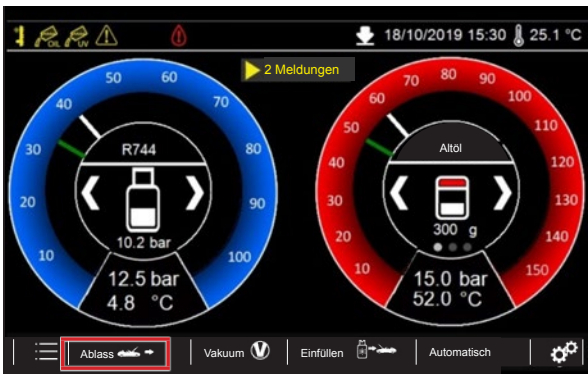 OIL UV 18/10/2019 15:30 25.1 °C
2 Meldungen
10 20 30 40 50 60 70 80 90 100
R744
10.2 bar
12.5 bar
4.8 °C
10 20 30 40 50 60 70 80 90 100 110 120 130 140 150
Altöl
300 g
15.0 bar
52.0 °C
Ablass Vakuum V Einfüllen Automatisch